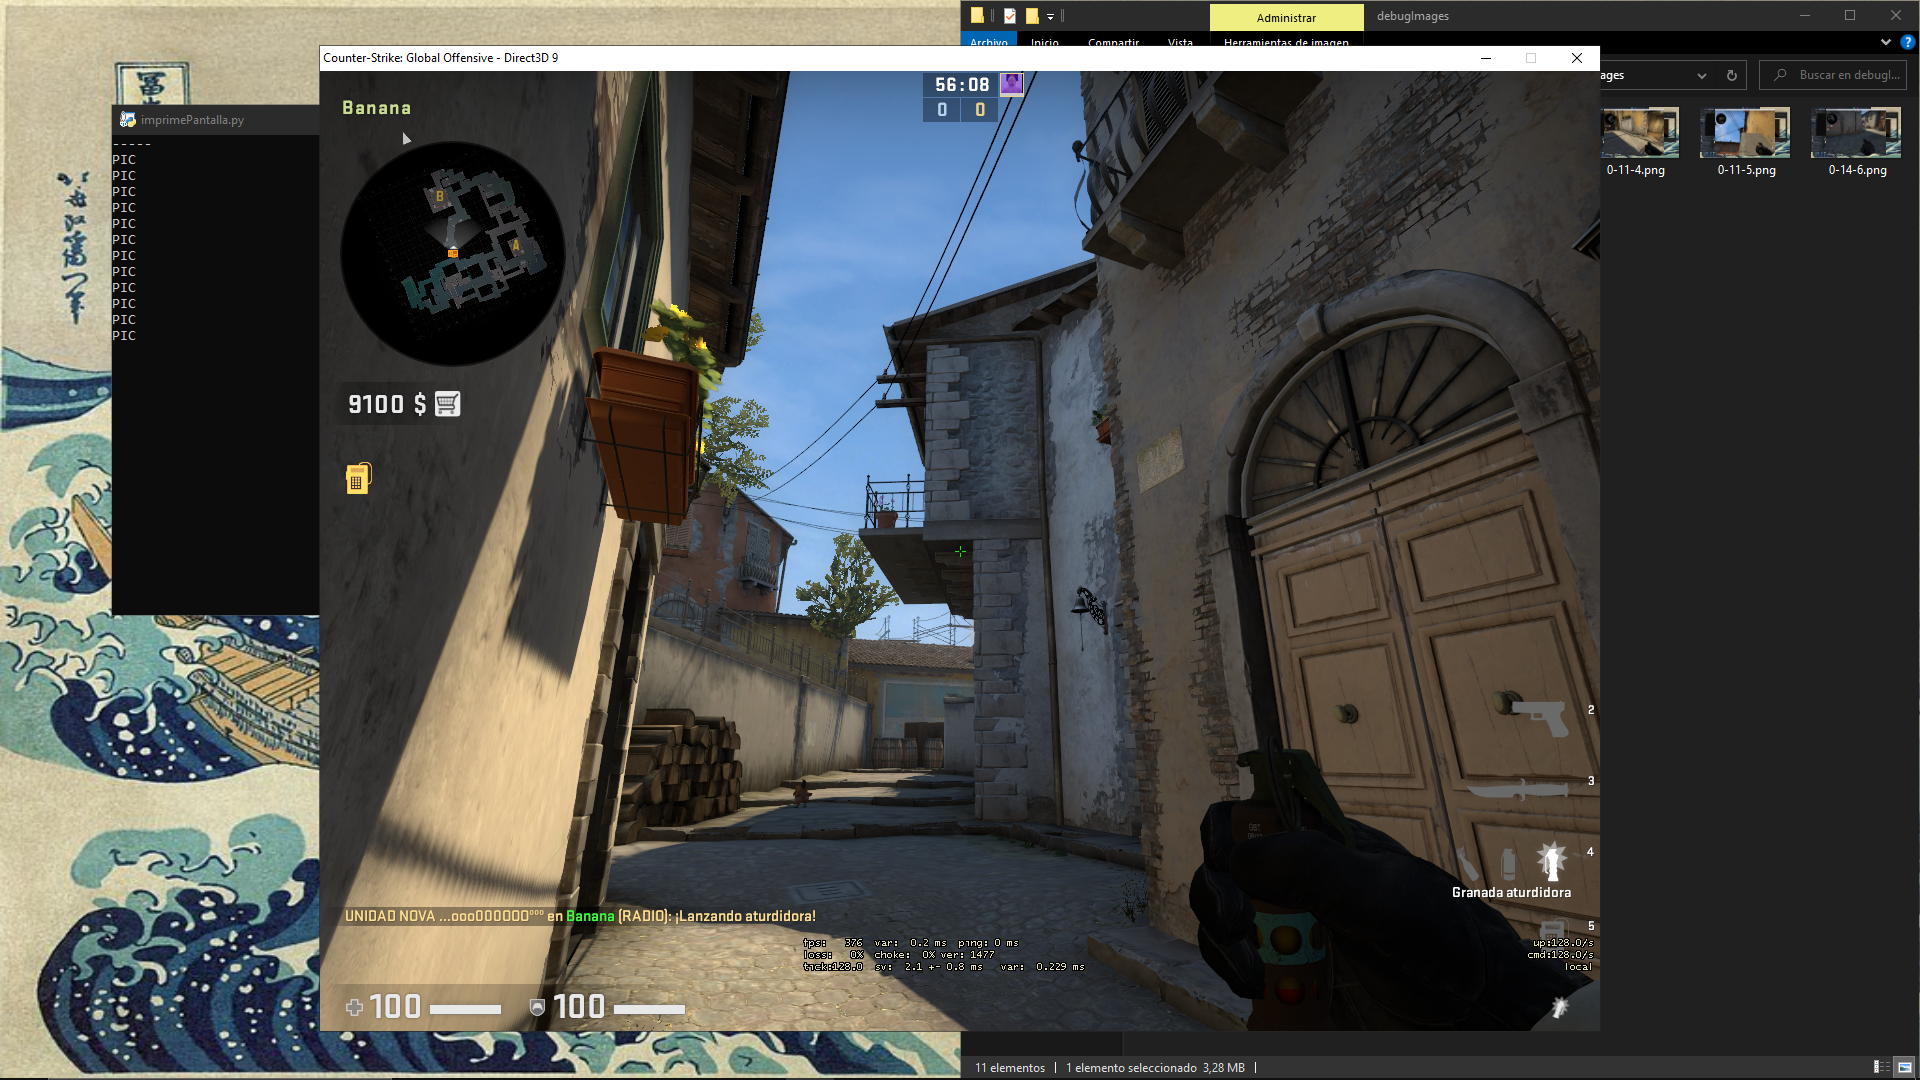 Administrar
debugImages
Archivo
Inicio
Compartir
Vista
Herramientas de imagen
ages
Buscar en debugI...
0-11-4.png
0-11-5.png
0-14-6.png
imprimePantalla.py
-----
PIC
PIC
PIC
PIC
PIC
PIC
PIC
PIC
PIC
PIC
PIC
PIC
Counter-Strike: Global Offensive - Direct3D 9
56:08
0 0
Banana
B
A
9100 $
2
3
4
Granada aturdidora
5
UNIDAD NOVA ...ooo000000ººº en Banana (RADIO): ¡Lanzando aturdidora!
fps: 376 var: 0.2 ms ping: 0 ms
loss: 0% choke: 0% ver: 1477
tick:128.0 sv: 2.1 +- 0.8 ms var: 0.229 ms
up:128.0/s
cmd:128.0/s
local
100
100
11 elementos
1 elemento seleccionado 3,28 MB